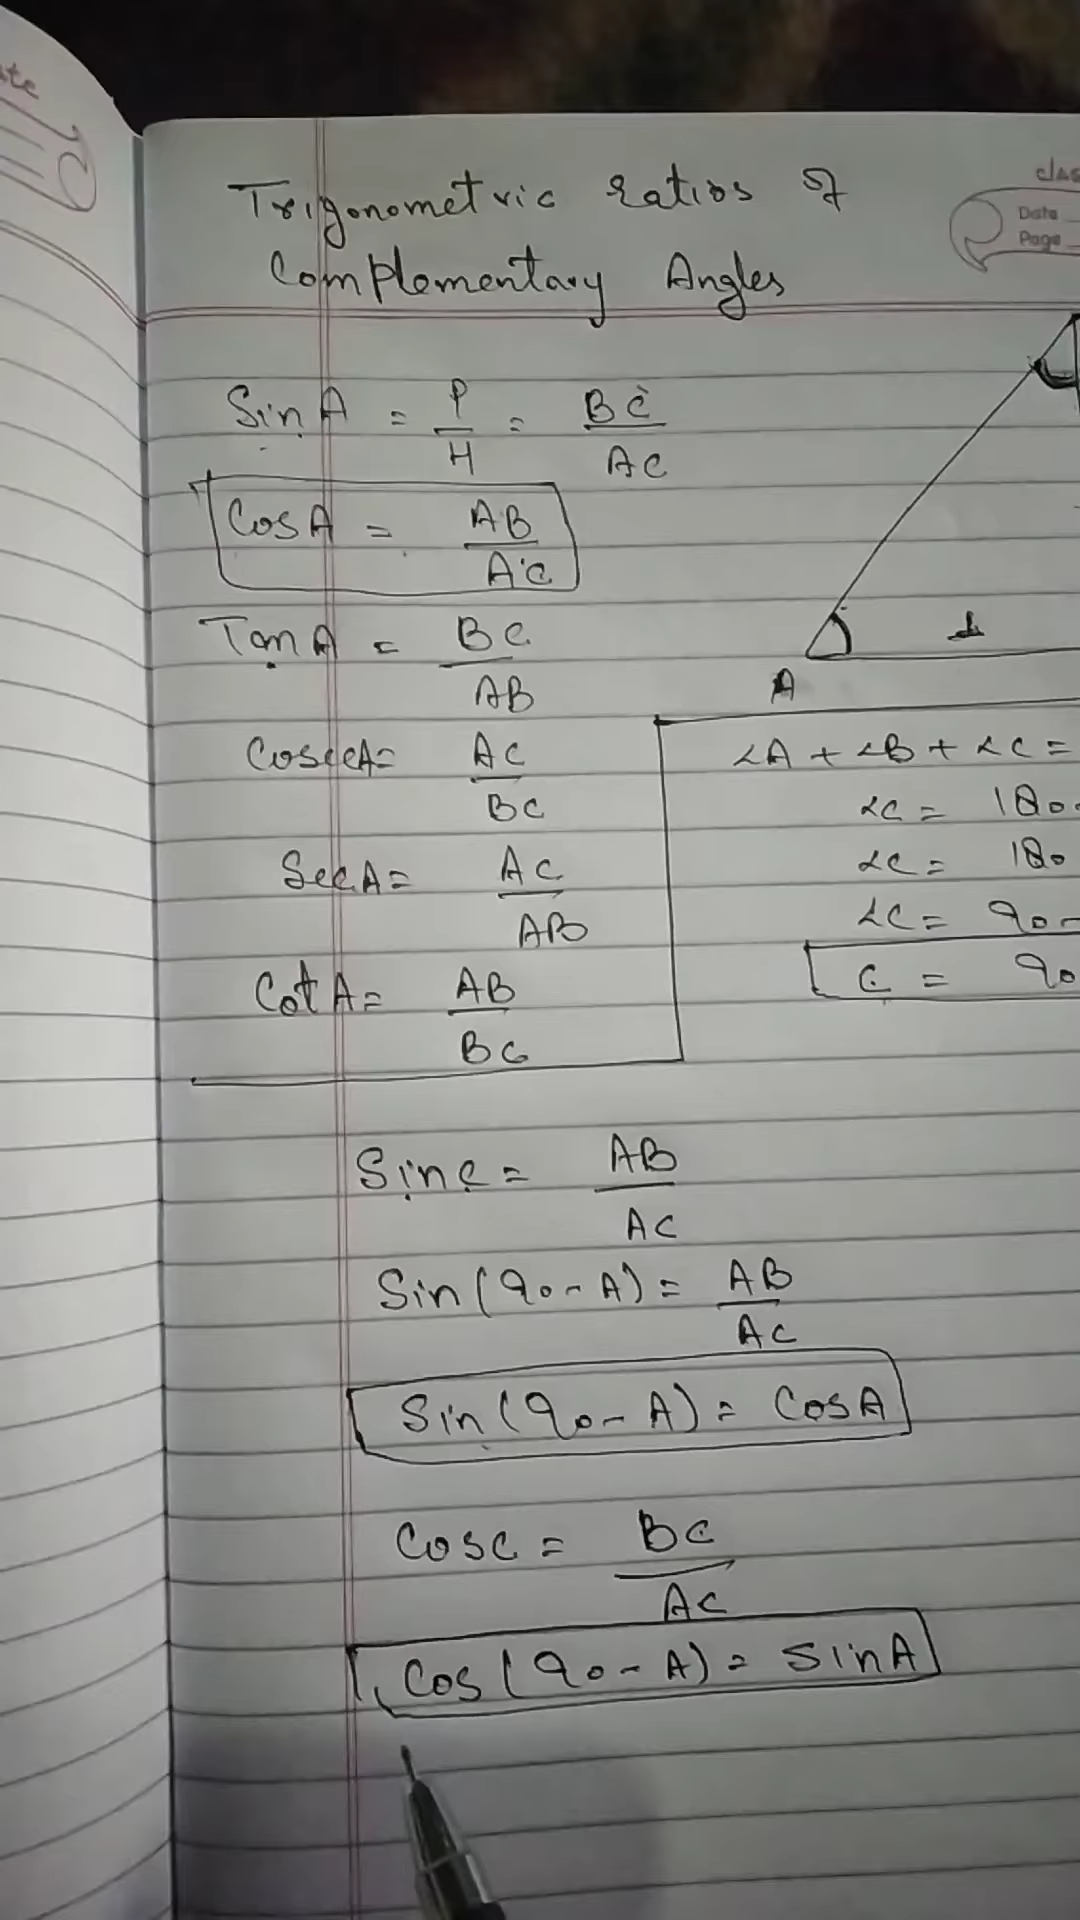 ate
Trigonometric ratios of
Complementary Angles
clas
Date
Page
Sin A = P/H = BC/AC
Cos A = AB/AC
Tan A = BC/AB
A
∠A + ∠B + ∠C =
Cosec A = AC/BC
∠C = 180-
Sec A = AC/AB
∠C = 180
∠C = 90-
Cot A = AB/BC
C = 90
Sin C = AB/AC
Sin (90-A) = AB/AC
Sin (90-A) = Cos A
Cos C = BC/AC
Cos (90-A) = Sin A